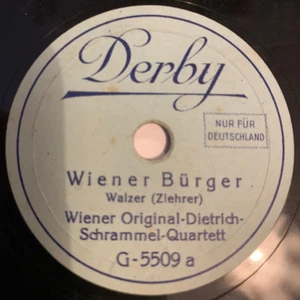 Derby
NUR FÜR
DEUTSCHLAND
Wiener Bürger
Walzer (Ziehrer)
Wiener Original-Dietrich-
Schrammel-Quartett
G-5509 a